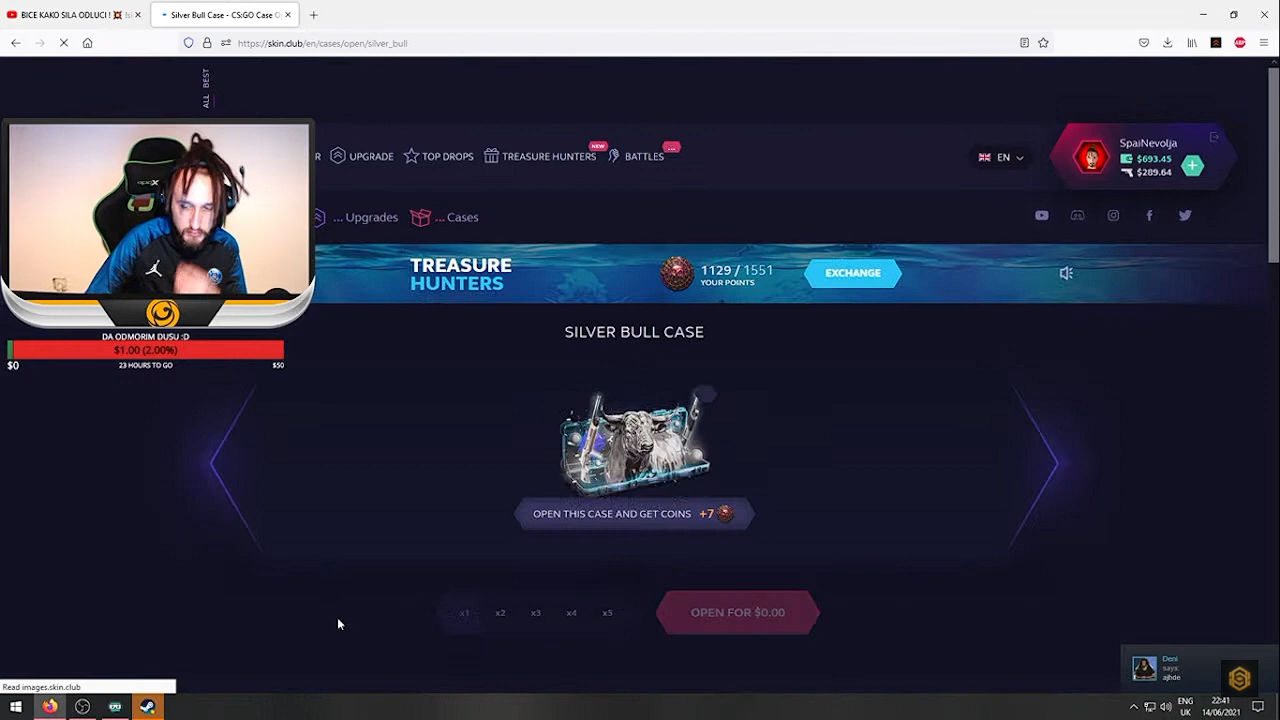 BICE KAKO SILA ODLUCI !
Silver Bull Case - CS:GO Case O
https://skin.club/en/cases/open/silver_bull
ALL BEST
R UPGRADE TOP DROPS TREASURE HUNTERS NEW BATTLES ...
EN
SpaiNevolja
$693.45
$289.64
... Upgrades ... Cases
TREASURE
HUNTERS
1129 / 1551
YOUR POINTS
EXCHANGE
SILVER BULL CASE
DA ODMORIM DUSU :D
$1.00 (2.00%)
$0 23 HOURS TO GO $50
OPEN THIS CASE AND GET COINS +7
x1 x2 x3 x4 x5
OPEN FOR $0.00
Deni
says:
ajhde
Read images.skin.club
ENG
UK
22:41
14/06/2021